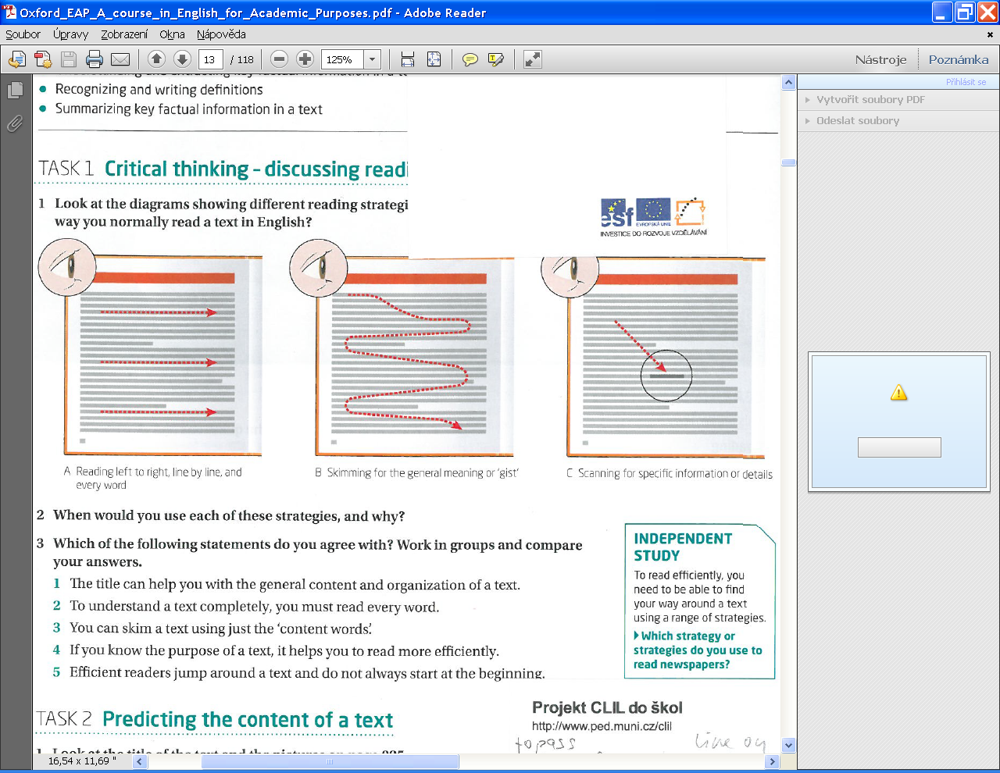 Oxford_EAP_A_course_in_English_for_Academic_Purposes.pdf - Adobe Reader
Soubor Úpravy Zobrazení Okna Nápověda
13 / 118 125% Nástroje Poznámka
Přihlásit se
Vytvořit soubory PDF
Odeslat soubory
Recognizing and writing definitions
Summarizing key factual information in a text
TASK 1 Critical thinking – discussing readi
1 Look at the diagrams showing different reading strategi
way you normally read a text in English?
esf
EVROPSKÁ UNIE
INVESTICE DO ROZVOJE VZDĚLÁVÁNÍ
A Reading left to right, line by line, and
every word
B Skimming for the general meaning or ‘gist’
C Scanning for specific information or details
2 When would you use each of these strategies, and why?
3 Which of the following statements do you agree with? Work in groups and compare
your answers.
1 The title can help you with the general content and organization of a text.
2 To understand a text completely, you must read every word.
3 You can skim a text using just the ‘content words’.
4 If you know the purpose of a text, it helps you to read more efficiently.
5 Efficient readers jump around a text and do not always start at the beginning.
INDEPENDENT
STUDY
To read efficiently, you
need to be able to find
your way around a text
using a range of strategies.
Which strategy or
strategies do you use to
read newspapers?
TASK 2 Predicting the content of a text
Projekt CLIL do škol
http://www.ped.muni.cz/clil
to pass
line
1 Look at the title of the text and the pictures on page
16,54 x 11,69 "